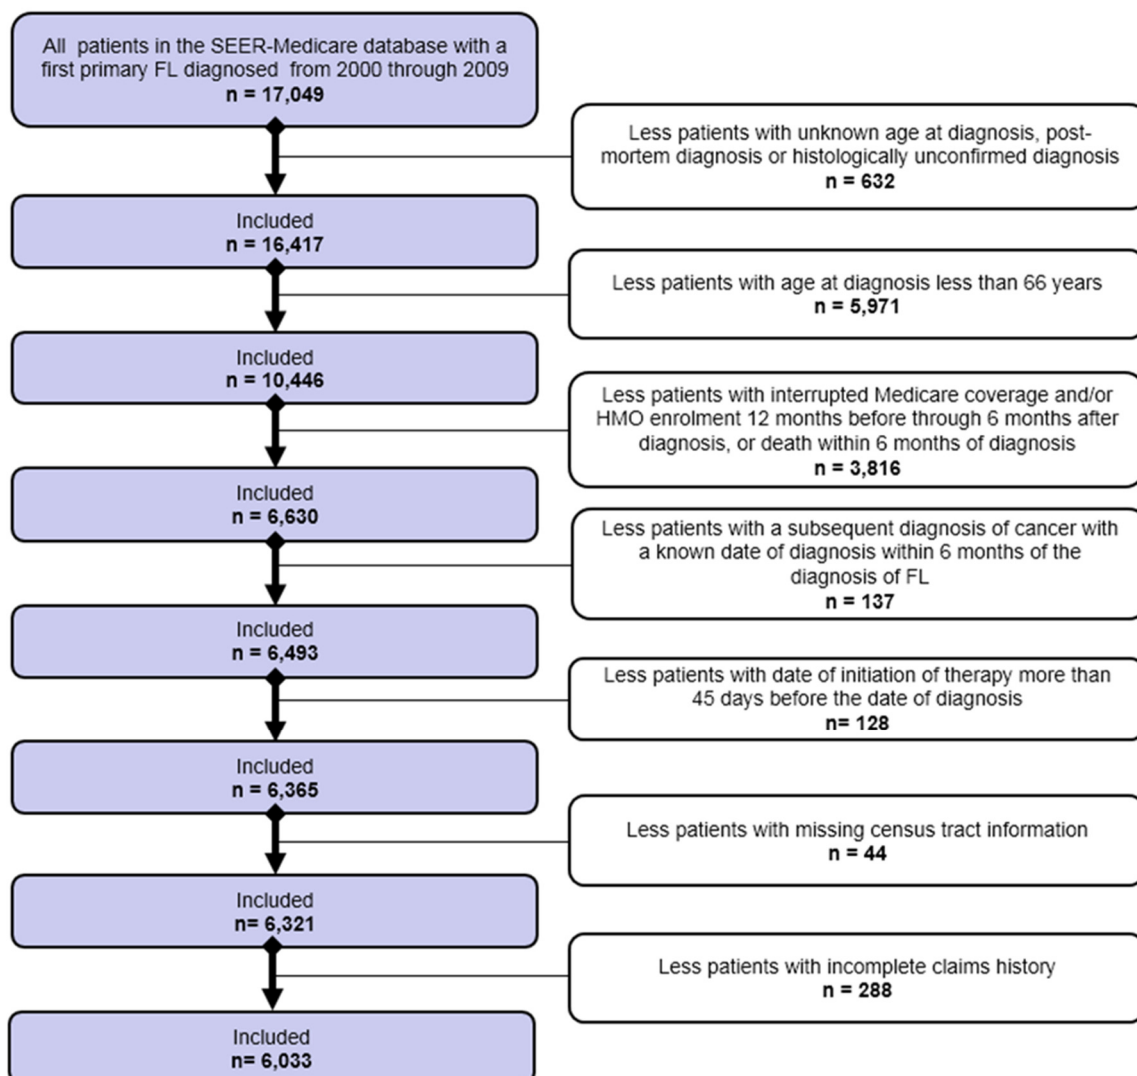 All patients in the SEER-Medicare database with a
first primary FL diagnosed from 2000 through 2009
n = 17,049
Less patients with unknown age at diagnosis, post-
mortem diagnosis or histologically unconfirmed diagnosis
n = 632
Included
n = 16,417
Less patients with age at diagnosis less than 66 years
n = 5,971
Included
n = 10,446
Less patients with interrupted Medicare coverage and/or
HMO enrolment 12 months before through 6 months after
diagnosis, or death within 6 months of diagnosis
n = 3,816
Included
n = 6,630
Less patients with a subsequent diagnosis of cancer with
a known date of diagnosis within 6 months of the
diagnosis of FL
n = 137
Included
n = 6,493
Less patients with date of initiation of therapy more than
45 days before the date of diagnosis
n= 128
Included
n = 6,365
Less patients with missing census tract information
n = 44
Included
n= 6,321
Less patients with incomplete claims history
n = 288
Included
n= 6,033